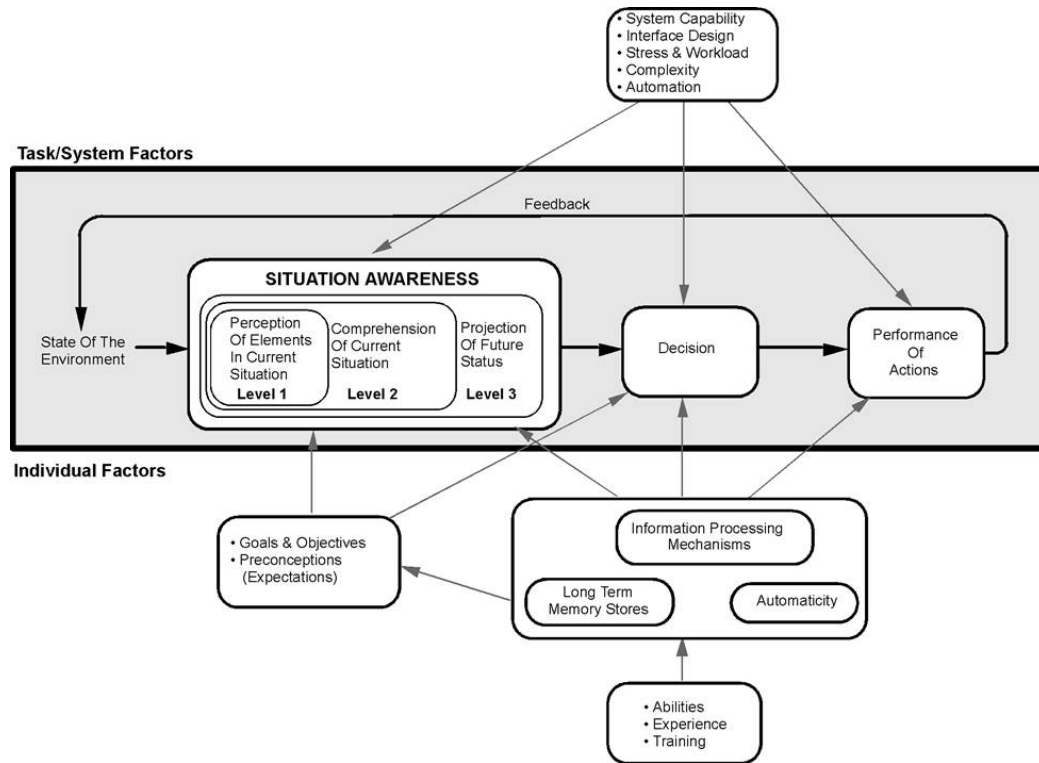 • System Capability
• Interface Design
• Stress & Workload
• Complexity
• Automation
Task/System Factors
Feedback
SITUATION AWARENESS
Perception
Of Elements
In Current
Situation
Level 1
Comprehension
Of Current
Situation
Level 2
Projection
Of Future
Status
Level 3
State Of The
Environment
Decision
Performance
Of
Actions
Individual Factors
• Goals & Objectives
• Preconceptions
(Expectations)
Information Processing
Mechanisms
Long Term
Memory Stores
Automaticity
• Abilities
• Experience
• Training